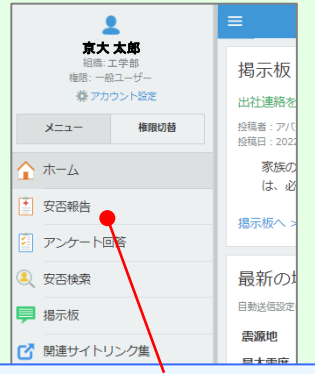 京大 太郎
組織: 工学部
権限: 一般ユーザー
アカウント設定
メニュー 権限切替
ホーム
安否報告
アンケート回答
安否検索
掲示板
関連サイトリンク集
掲示板
出社連絡を
投稿者：アパ
投稿日：2022
家族の
は、必
掲示板へ >
最新の
自動送信設定
震源地
最大震度